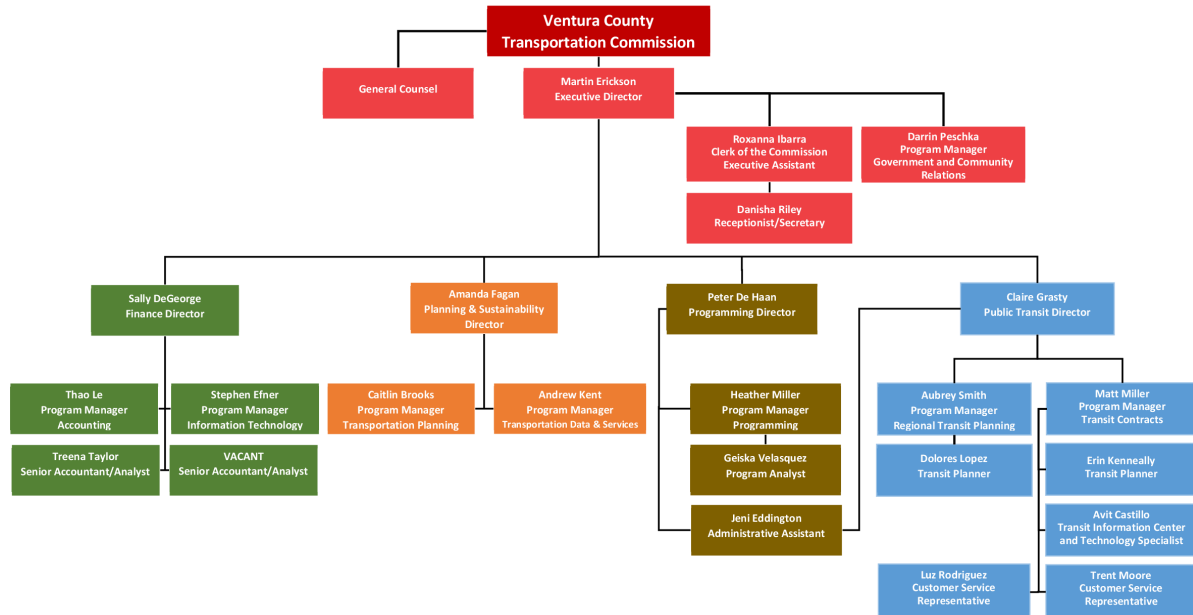 Ventura County
Transportation Commission
General Counsel
Martin Erickson
Executive Director
Roxanna Ibarra
Clerk of the Commission
Executive Assistant
Darrin Peschka
Program Manager
Government and Community
Relations
Danisha Riley
Receptionist/Secretary
Sally DeGeorge
Finance Director
Amanda Fagan
Planning & Sustainability
Director
Peter De Haan
Programming Director
Claire Grasty
Public Transit Director
Thao Le
Program Manager
Accounting
Stephen Efner
Program Manager
Information Technology
Caitlin Brooks
Program Manager
Transportation Planning
Andrew Kent
Program Manager
Transportation Data & Services
Heather Miller
Program Manager
Programming
Aubrey Smith
Program Manager
Regional Transit Planning
Matt Miller
Program Manager
Transit Contracts
Treena Taylor
Senior Accountant/Analyst
VACANT
Senior Accountant/Analyst
Geiska Velasquez
Program Analyst
Dolores Lopez
Transit Planner
Erin Kenneally
Transit Planner
Jeni Eddington
Administrative Assistant
Avit Castillo
Transit Information Center
and Technology Specialist
Luz Rodriguez
Customer Service
Representative
Trent Moore
Customer Service
Representative